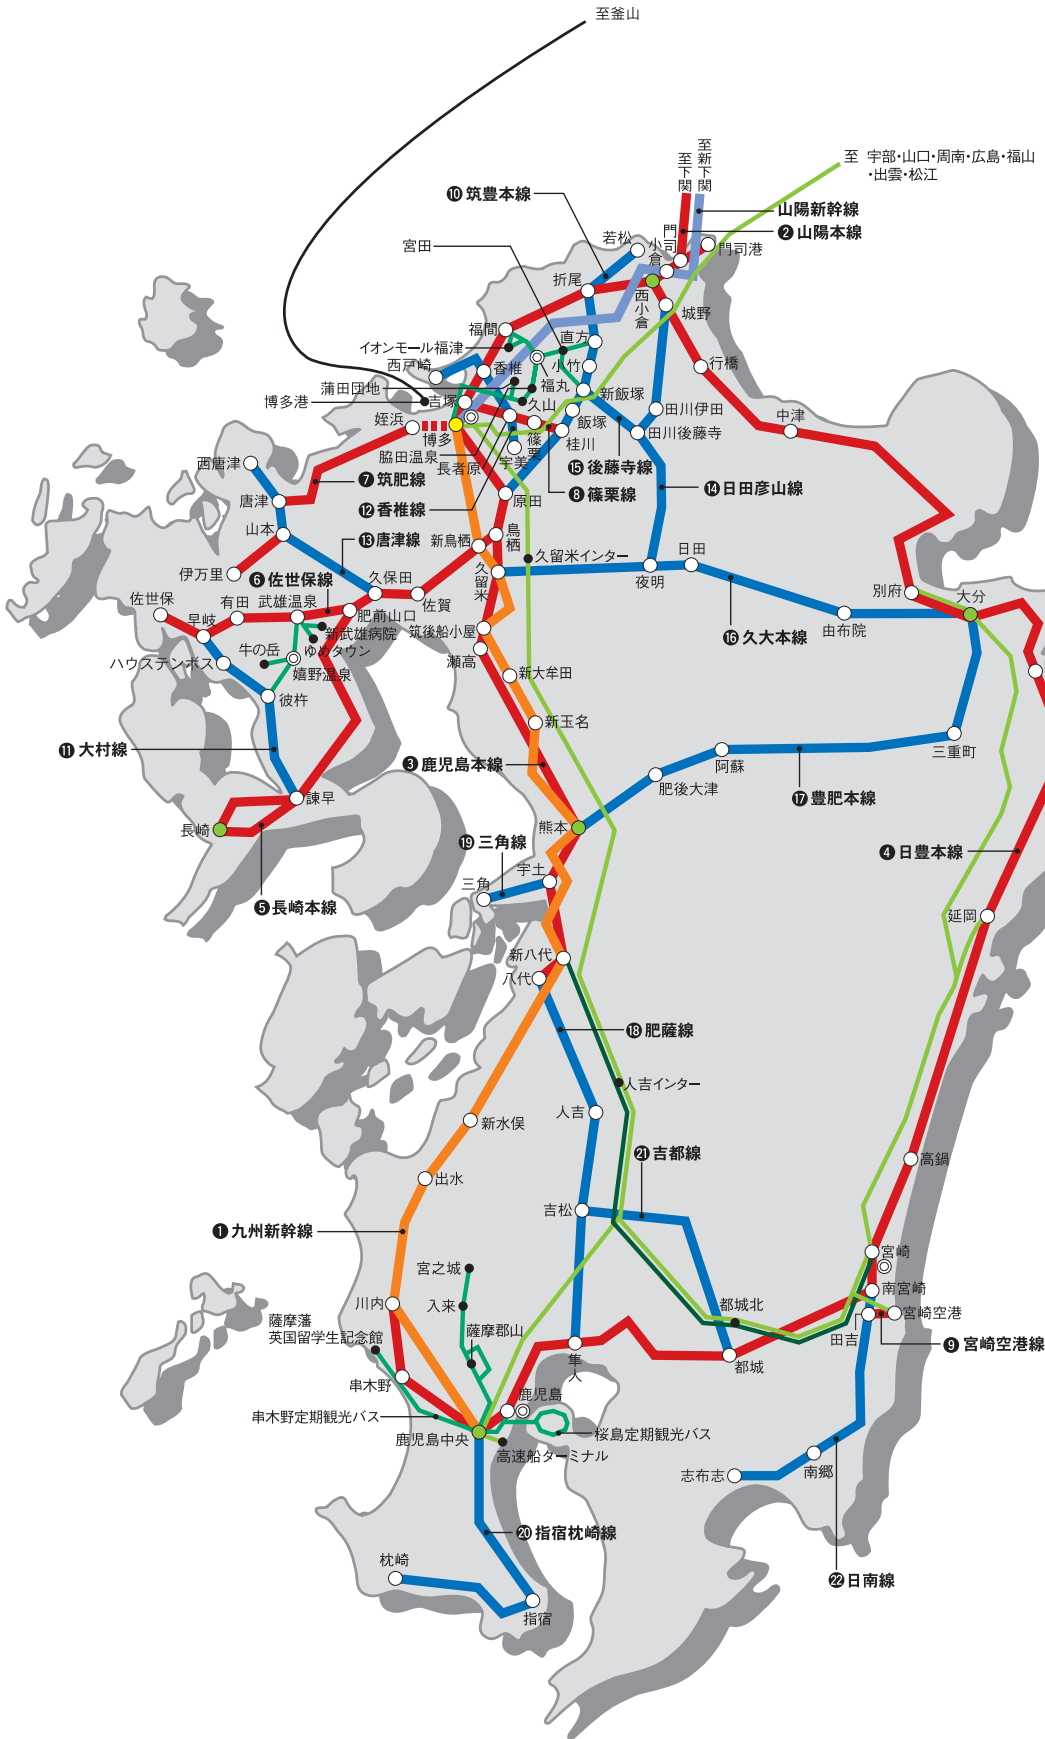 至釜山
至 宇部・山口・周南・広島・福山
・出雲・松江
至新下関
至下関
山陽新幹線
❷山陽本線
❿筑豊本線
宮田
若松
小倉
門司
門司港
折尾
西小倉
城野
福間
直方
イオンモール福津
行橋
西戸崎
香椎
小竹
蒲田団地
福丸
新飯塚
博多港
吉塚
久山
田川伊田
中津
姪浜
飯塚
博多
篠栗
桂川
田川後藤寺
脇田温泉
長者原
宇美
⓯後藤寺線
西唐津
❼筑肥線
❽篠栗線
⓮日田彦山線
唐津
原田
⓬香椎線
山本
鳥栖
⓭唐津線
新鳥栖
久留米インター
日田
伊万里
久留米
夜明
❻佐世保線
久保田
別府
大分
佐世保
有田
武雄温泉
佐賀
早岐
肥前山口
新武雄病院
筑後船小屋
由布院
⓰久大本線
ゆめタウン
牛の岳
瀬高
ハウステンボス
嬉野温泉
新大牟田
彼杵
新玉名
三重町
⓫大村線
❸鹿児島本線
阿蘇
肥後大津
⓱豊肥本線
諫早
長崎
熊本
⓳三角線
❹日豊本線
宇土
三角
❺長崎本線
延岡
新八代
八代
⓲肥薩線
人吉インター
人吉
新水俣
㉑吉都線
高鍋
出水
吉松
❶九州新幹線
宮崎
宮之城
南宮崎
川内
入来
都城北
宮崎空港
薩摩藩
英国留学生記念館
薩摩郡山
田吉
❾宮崎空港線
隼人
都城
串木野
鹿児島
串木野定期観光バス
鹿児島中央
桜島定期観光バス
高速船ターミナル
志布志
南郷
⓴指宿枕崎線
枕崎
㉒日南線
指宿